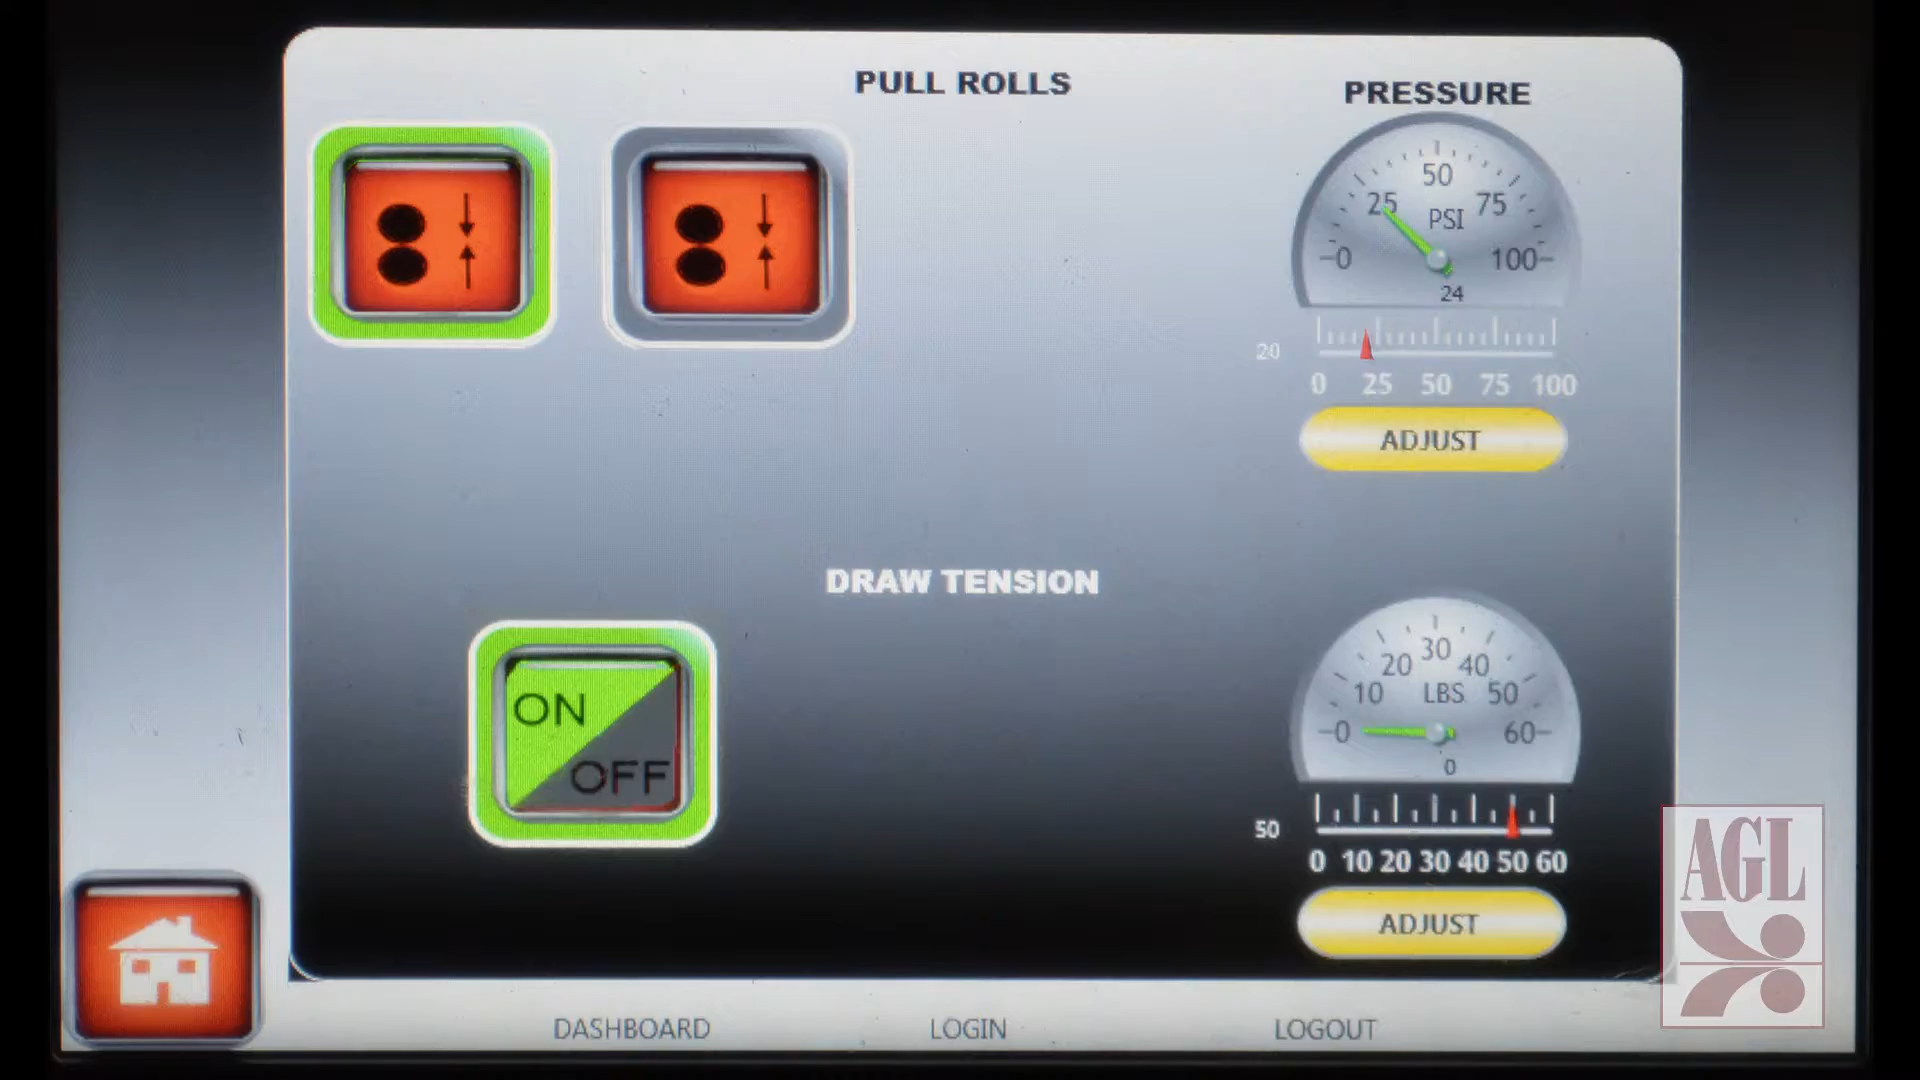 PULL ROLLS
PRESSURE
50
25 75
PSI
0 100
24
20
0 25 50 75 100
ADJUST
DRAW TENSION
ON
OFF
30
20 40
10 LBS 50
0 60
0
50
0 10 20 30 40 50 60
ADJUST
AGL
DASHBOARD LOGIN LOGOUT